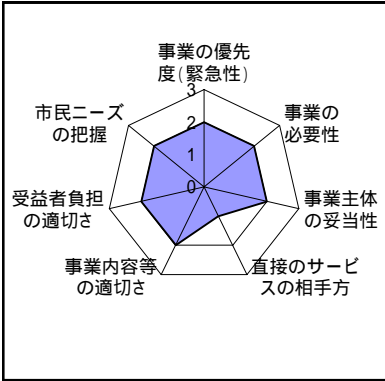 事業の優先
度(緊急性)
3
2
1
0
事業の
必要性
事業主体
の妥当性
直接のサービ
スの相手方
事業内容等
の適切さ
受益者負担
の適切さ
市民ニーズ
の把握